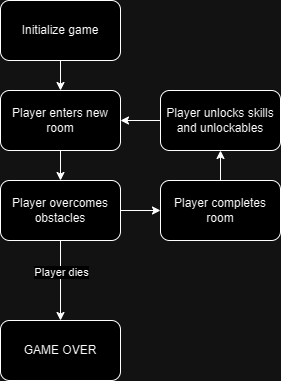 Initialize game
Player enters new
room
Player unlocks skills
and unlockables
Player overcomes
obstacles
Player completes
room
Player dies
GAME OVER